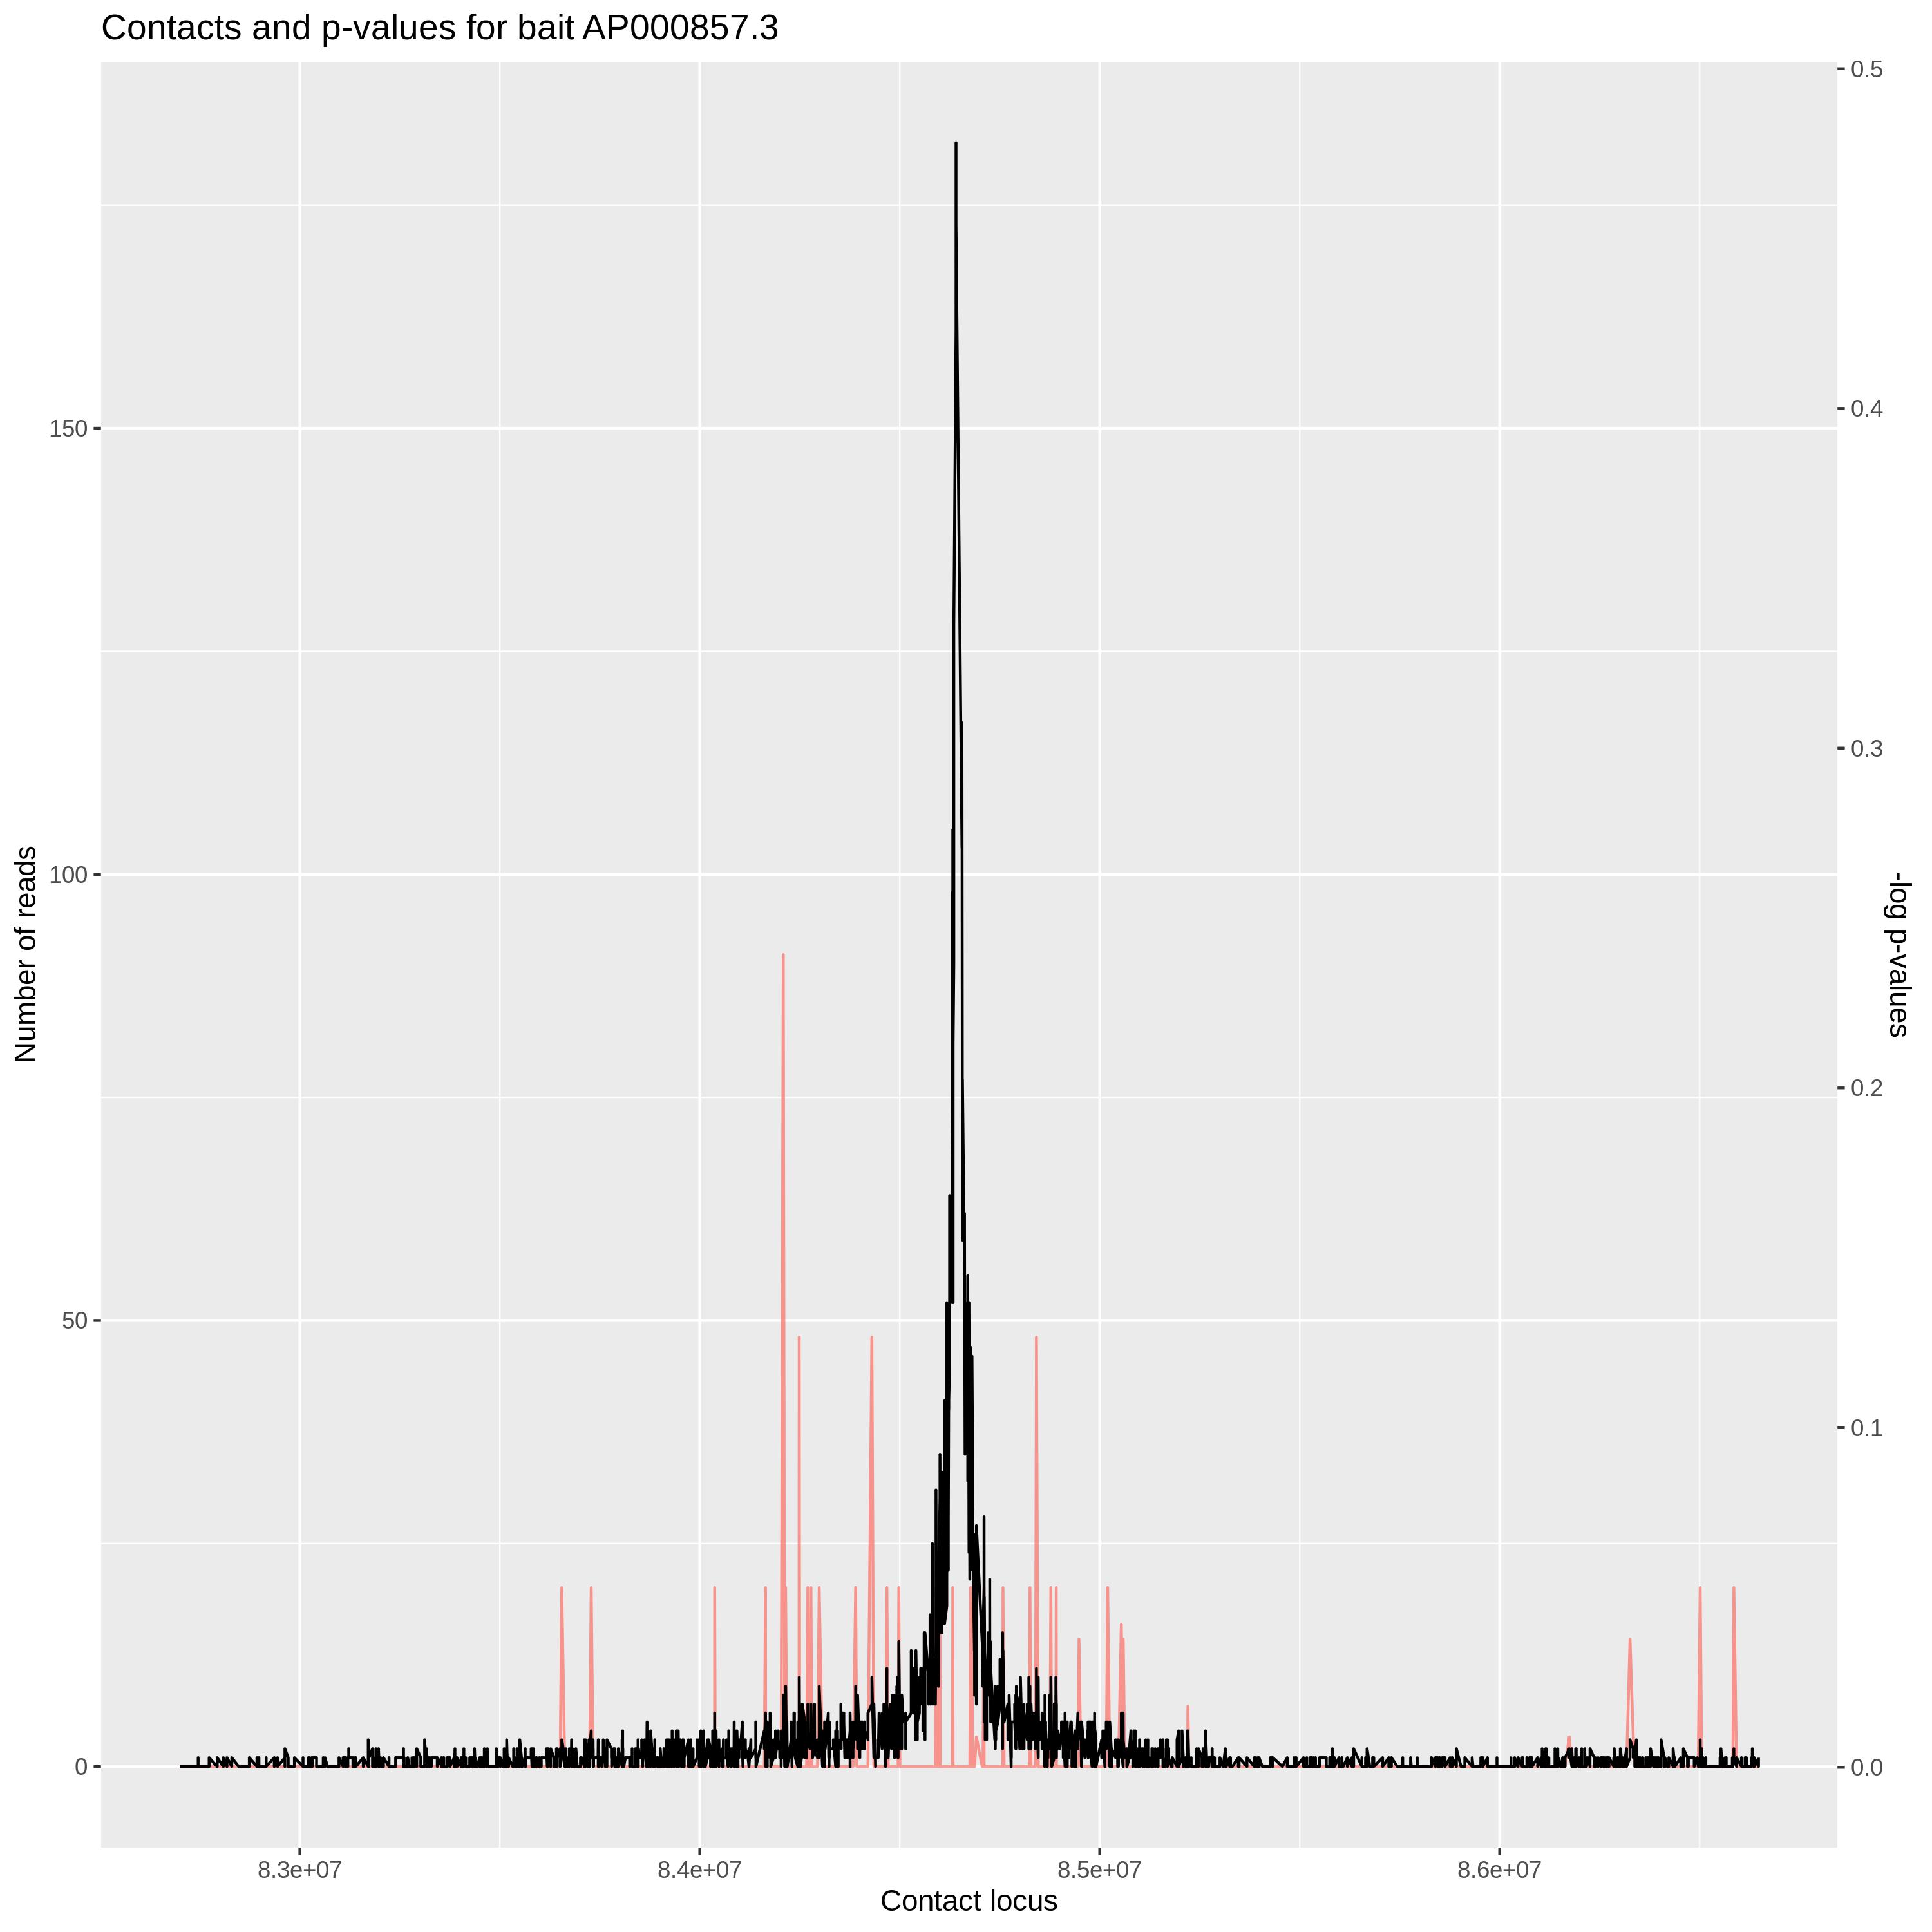 Contacts and p-values for bait AP000857.3
Number of reads
150
100
50
0
0.5
0.4
0.3
0.2
0.1
0.0
-log p-values
8.3e+07
8.4e+07
8.5e+07
8.6e+07
Contact locus